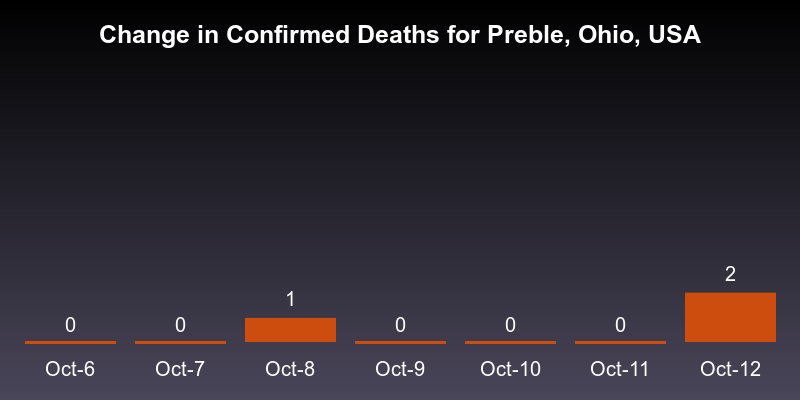 Change in Confirmed Deaths for Preble, Ohio, USA
0 0 1 0 0 0 2
Oct-6 Oct-7 Oct-8 Oct-9 Oct-10 Oct-11 Oct-12